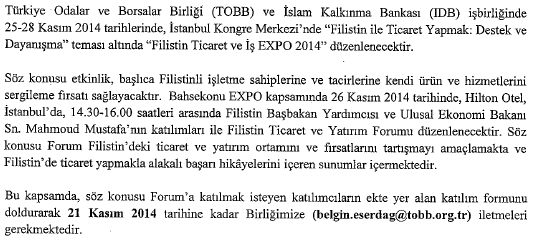 Türkiye Odalar ve Borsalar Birliği (TOBB) ve İslam Kalkınma Bankası (IDB) işbirliğinde
25-28 Kasım 2014 tarihlerinde, İstanbul Kongre Merkezi’nde “Filistin ile Ticaret Yapmak: Destek ve
Dayanışma” teması altında “Filistin Ticaret ve İş EXPO 2014” düzenlenecektir.
Söz konusu etkinlik, başlıca Filistinli işletme sahiplerine ve tacirlerine kendi ürün ve hizmetlerini
sergileme fırsatı sağlayacaktır. Bahsekonu EXPO kapsamında 26 Kasım 2014 tarihinde, Hilton Otel,
İstanbul’da, 14.30-16.00 saatleri arasında Filistin Başbakan Yardımcısı ve Ulusal Ekonomi Bakanı
Sn. Mahmoud Mustafa’nın katılımları ile Filistin Ticaret ve Yatırım Forumu düzenlenecektir. Söz
konusu Forum Filistin’deki ticaret ve yatırım ortamını ve fırsatlarını tartışmayı amaçlamakta ve
Filistin’de ticaret yapmakla alakalı başarı hikâyelerini içeren sunumlar içermektedir.
Bu kapsamda, söz konusu Forum’a katılmak isteyen katılımcıların ekte yer alan katılım formunu
doldurarak 21 Kasım 2014 tarihine kadar Birliğimize (belgin.eserdag@tobb.org.tr) iletmeleri
gerekmektedir.